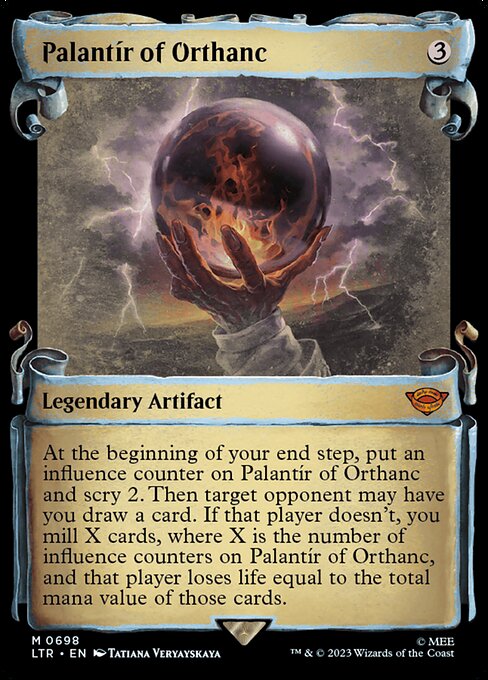 Palantír of Orthanc
3
Legendary Artifact
At the beginning of your end step, put an
influence counter on Palantír of Orthanc
and scry 2. Then target opponent may have
you draw a card. If that player doesn't, you
mill X cards, where X is the number of
influence counters on Palantír of Orthanc,
and that player loses life equal to the total
mana value of those cards.
M 0698
LTR • EN Tatiana Veryayskaya
© MEE
™ & © 2023 Wizards of the Coast